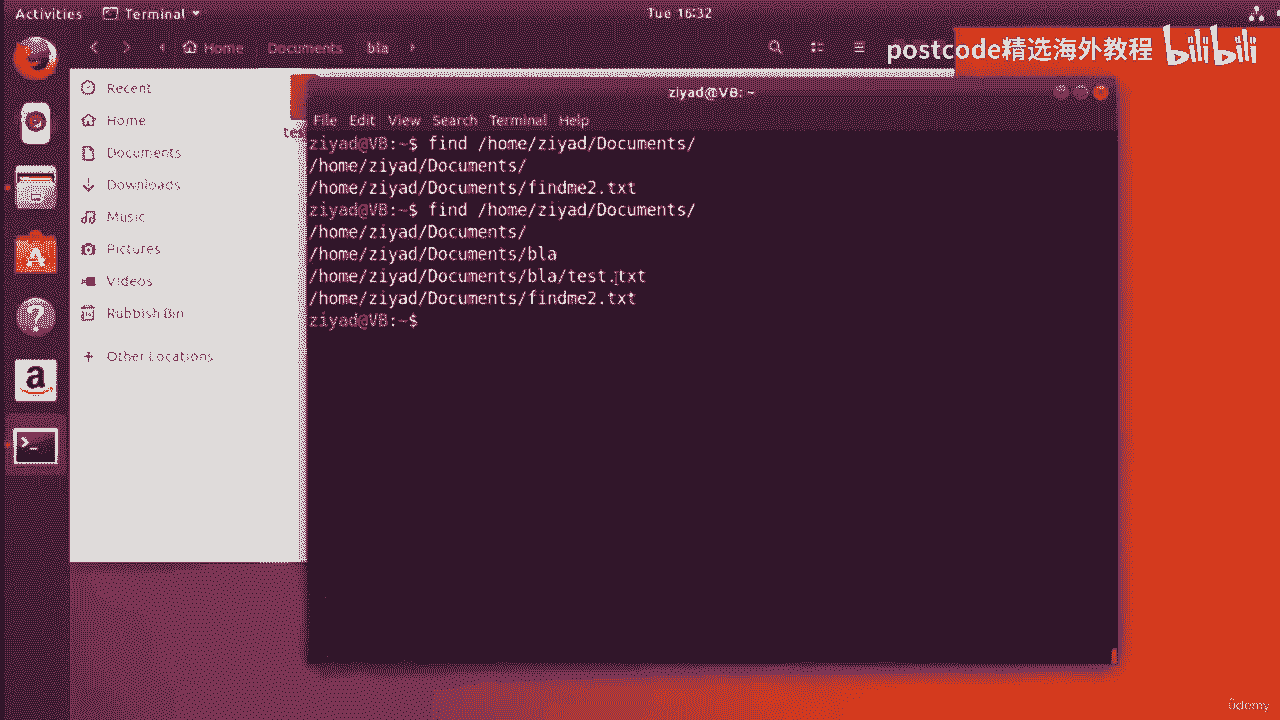 Activities Terminal Tue 16:32
Home Documents bla
postcode精选海外教程 bilibili
Recent
Home
Documents
Downloads
Music
Pictures
Videos
Rubbish Bin
Other Locations
ziyad@VB: ~
File Edit View Search Terminal Help
ziyad@VB:~$ find /home/ziyad/Documents/
/home/ziyad/Documents/
/home/ziyad/Documents/findme2.txt
ziyad@VB:~$ find /home/ziyad/Documents/
/home/ziyad/Documents/
/home/ziyad/Documents/bla
/home/ziyad/Documents/bla/test.txt
/home/ziyad/Documents/findme2.txt
ziyad@VB:~$
ûdemy